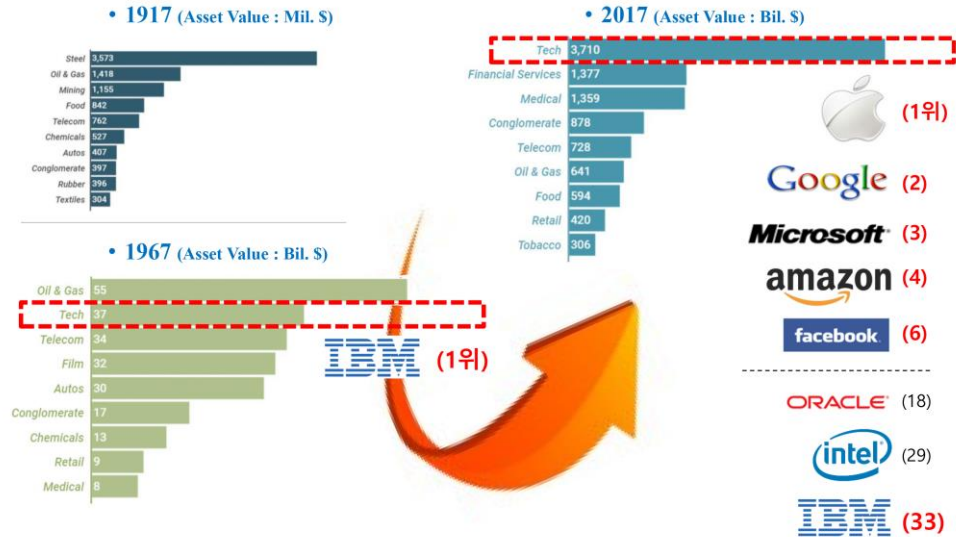 • 1917 (Asset Value : Mil. $)
Steel 3,573
Oil & Gas 1,418
Mining 1,155
Food 842
Telecom 762
Chemicals 527
Autos 407
Conglomerate 397
Rubber 396
Textiles 304
• 1967 (Asset Value : Bil. $)
Oil & Gas 55
Tech 37
Telecom 34
Film 32
Autos 30
Conglomerate 17
Chemicals 13
Retail 9
Medical 8
IBM (1위)
• 2017 (Asset Value : Bil. $)
Tech 3,710
Financial Services 1,377
Medical 1,359
Conglomerate 878
Telecom 728
Oil & Gas 641
Food 594
Retail 420
Tobacco 306
(1위)
Google (2)
Microsoft (3)
amazon (4)
facebook (6)
ORACLE (18)
intel (29)
IBM (33)